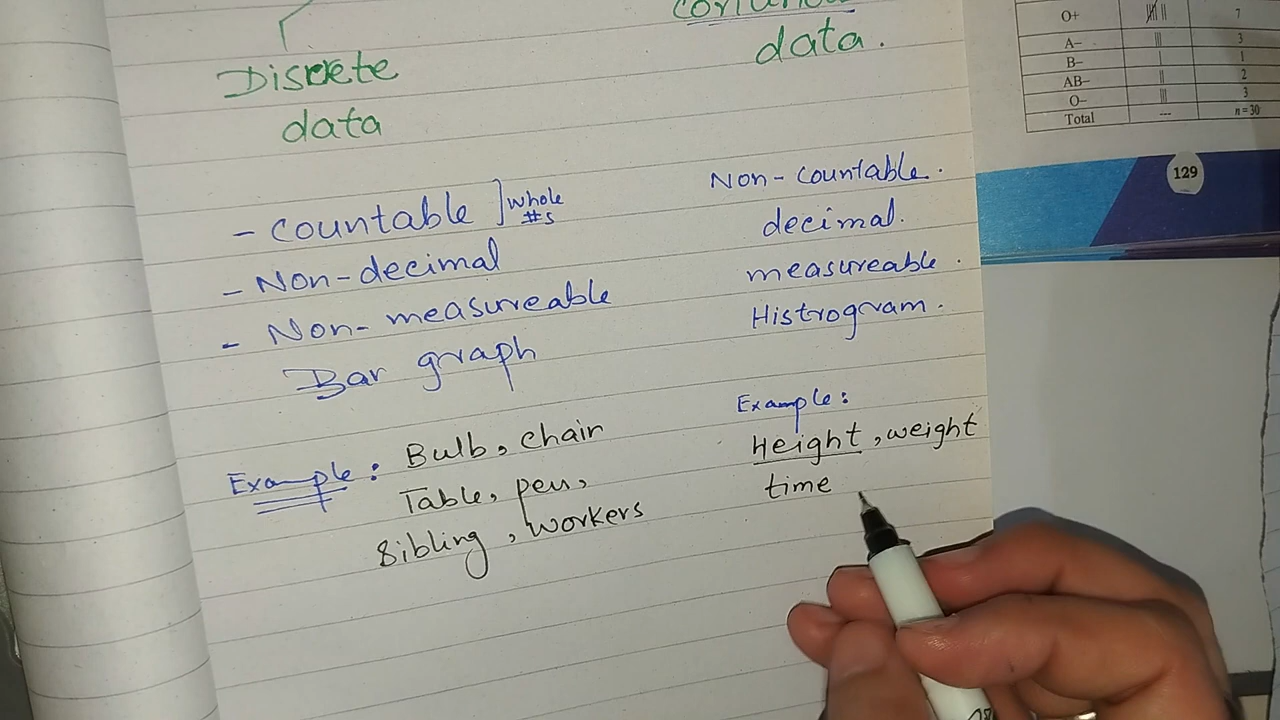 Discrete
data
data.
- Countable ] whole #s
- Non-decimal
- Non-measureable
Bar graph
Example: Bulb, chair
Table, pen,
Sibling, workers
Non-countable.
decimal.
measureable.
Histrogram.
Example:
Height, weight
time
O+ 7
A– 3
B– 1
AB– 2
O– 3
Total --- n=30
129